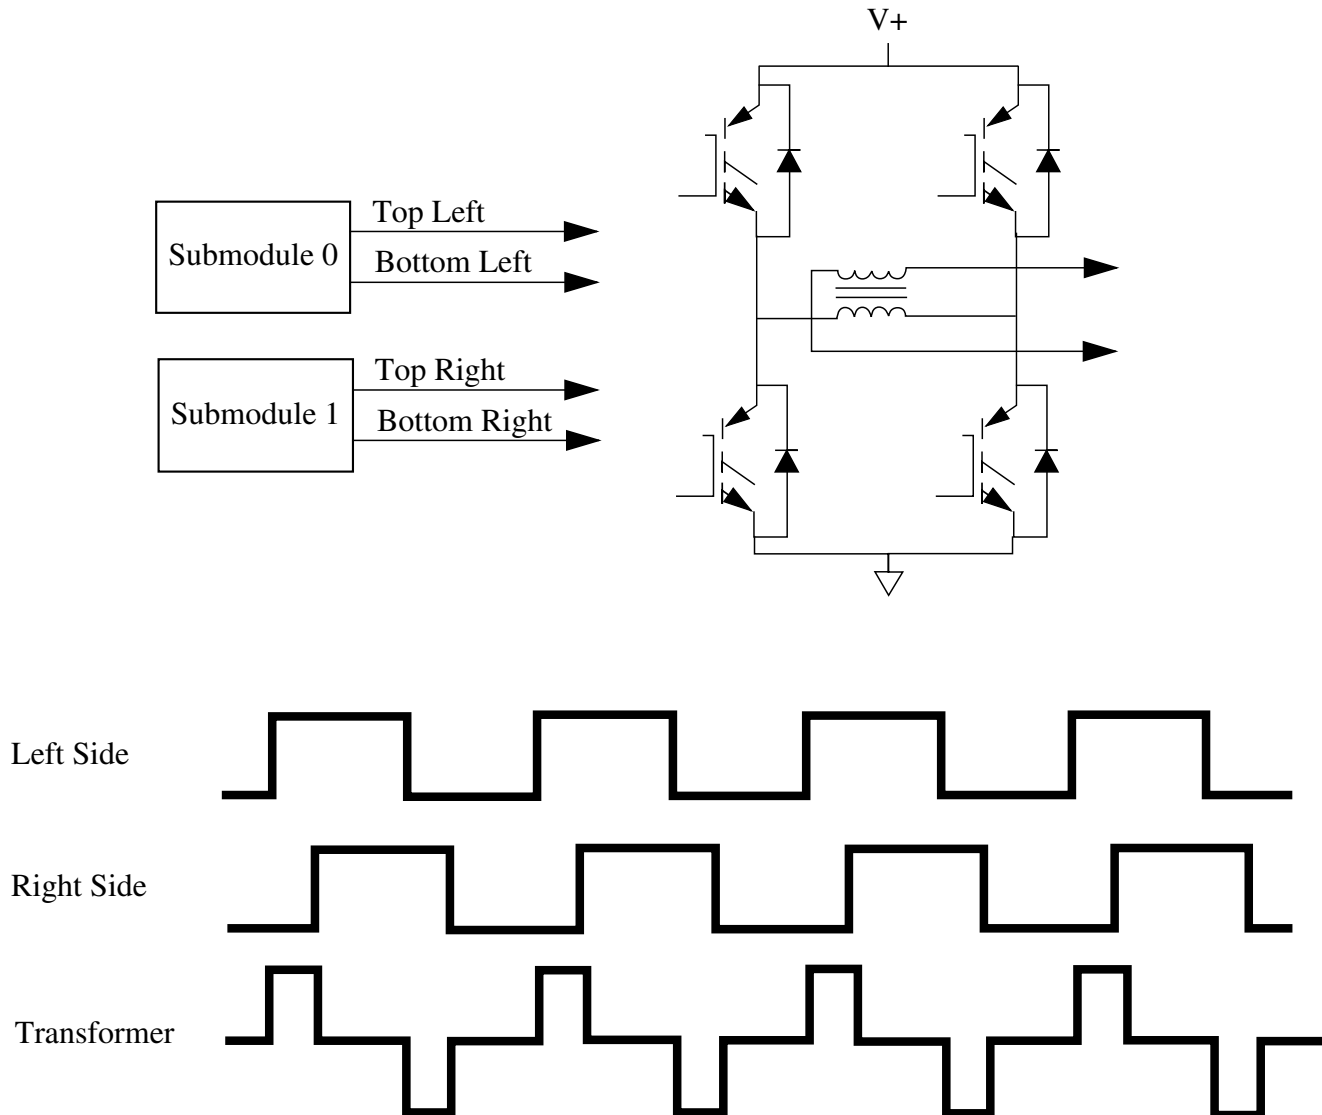 V+
Top Left
Submodule 0
Bottom Left
Top Right
Submodule 1
Bottom Right
Left Side
Right Side
Transformer